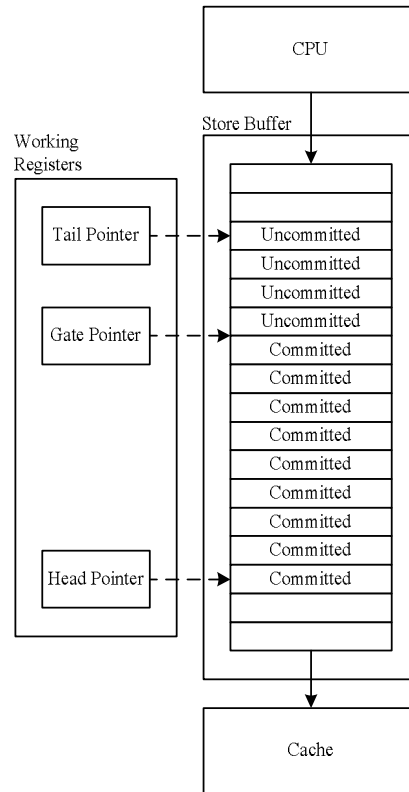 CPU
Store Buffer
Working
Registers
Tail Pointer
Uncommitted
Uncommitted
Uncommitted
Uncommitted
Gate Pointer
Committed
Committed
Committed
Committed
Committed
Committed
Committed
Committed
Head Pointer
Committed
Cache